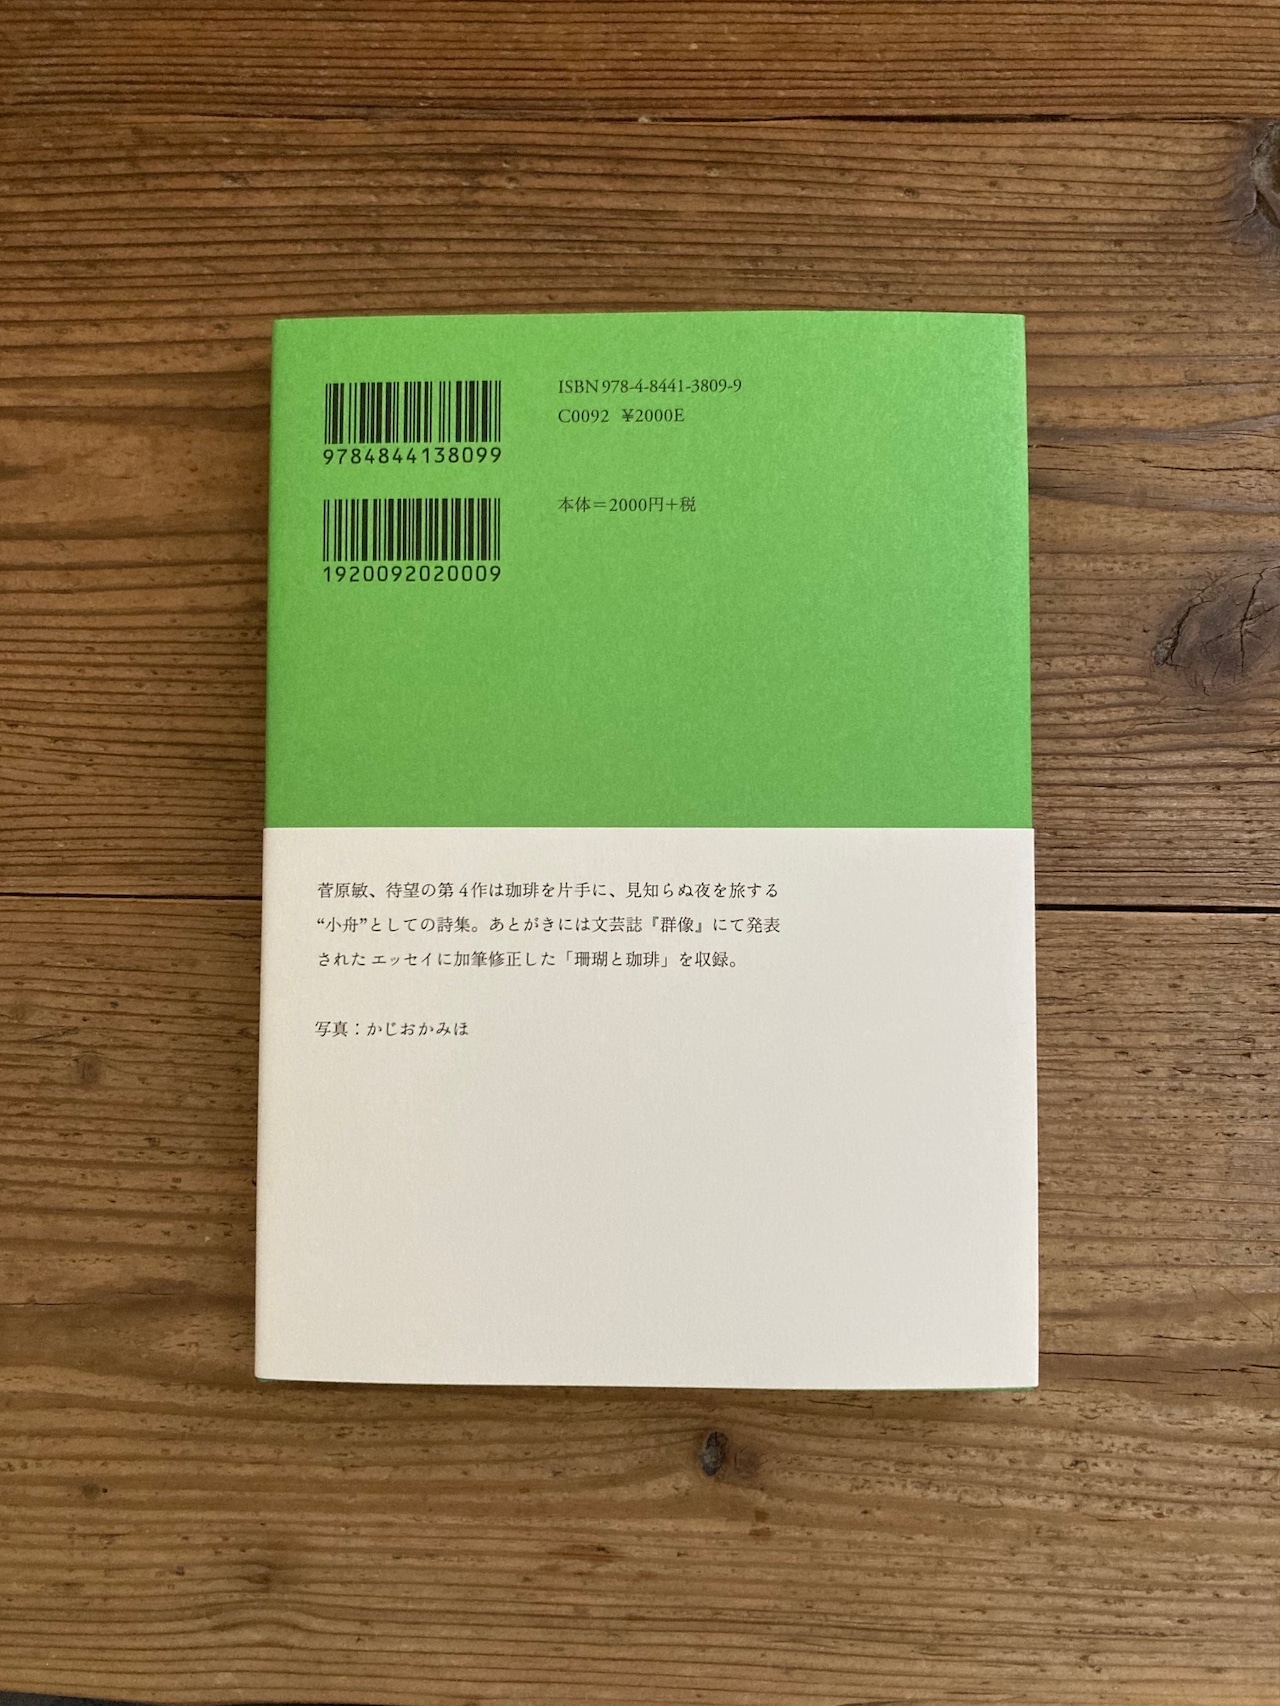 ISBN 978-4-8441-3809-9
C0092 ¥2000E
9784844138099
本体＝2000円＋税
1920092020009
菅原敏、待望の第4作は珈琲を片手に、見知らぬ夜を旅する
“小舟”としての詩集。あとがきには文芸誌『群像』にて発表
された エッセイに加筆修正した「珊瑚と珈琲」を収録。
写真：かじおかみほ